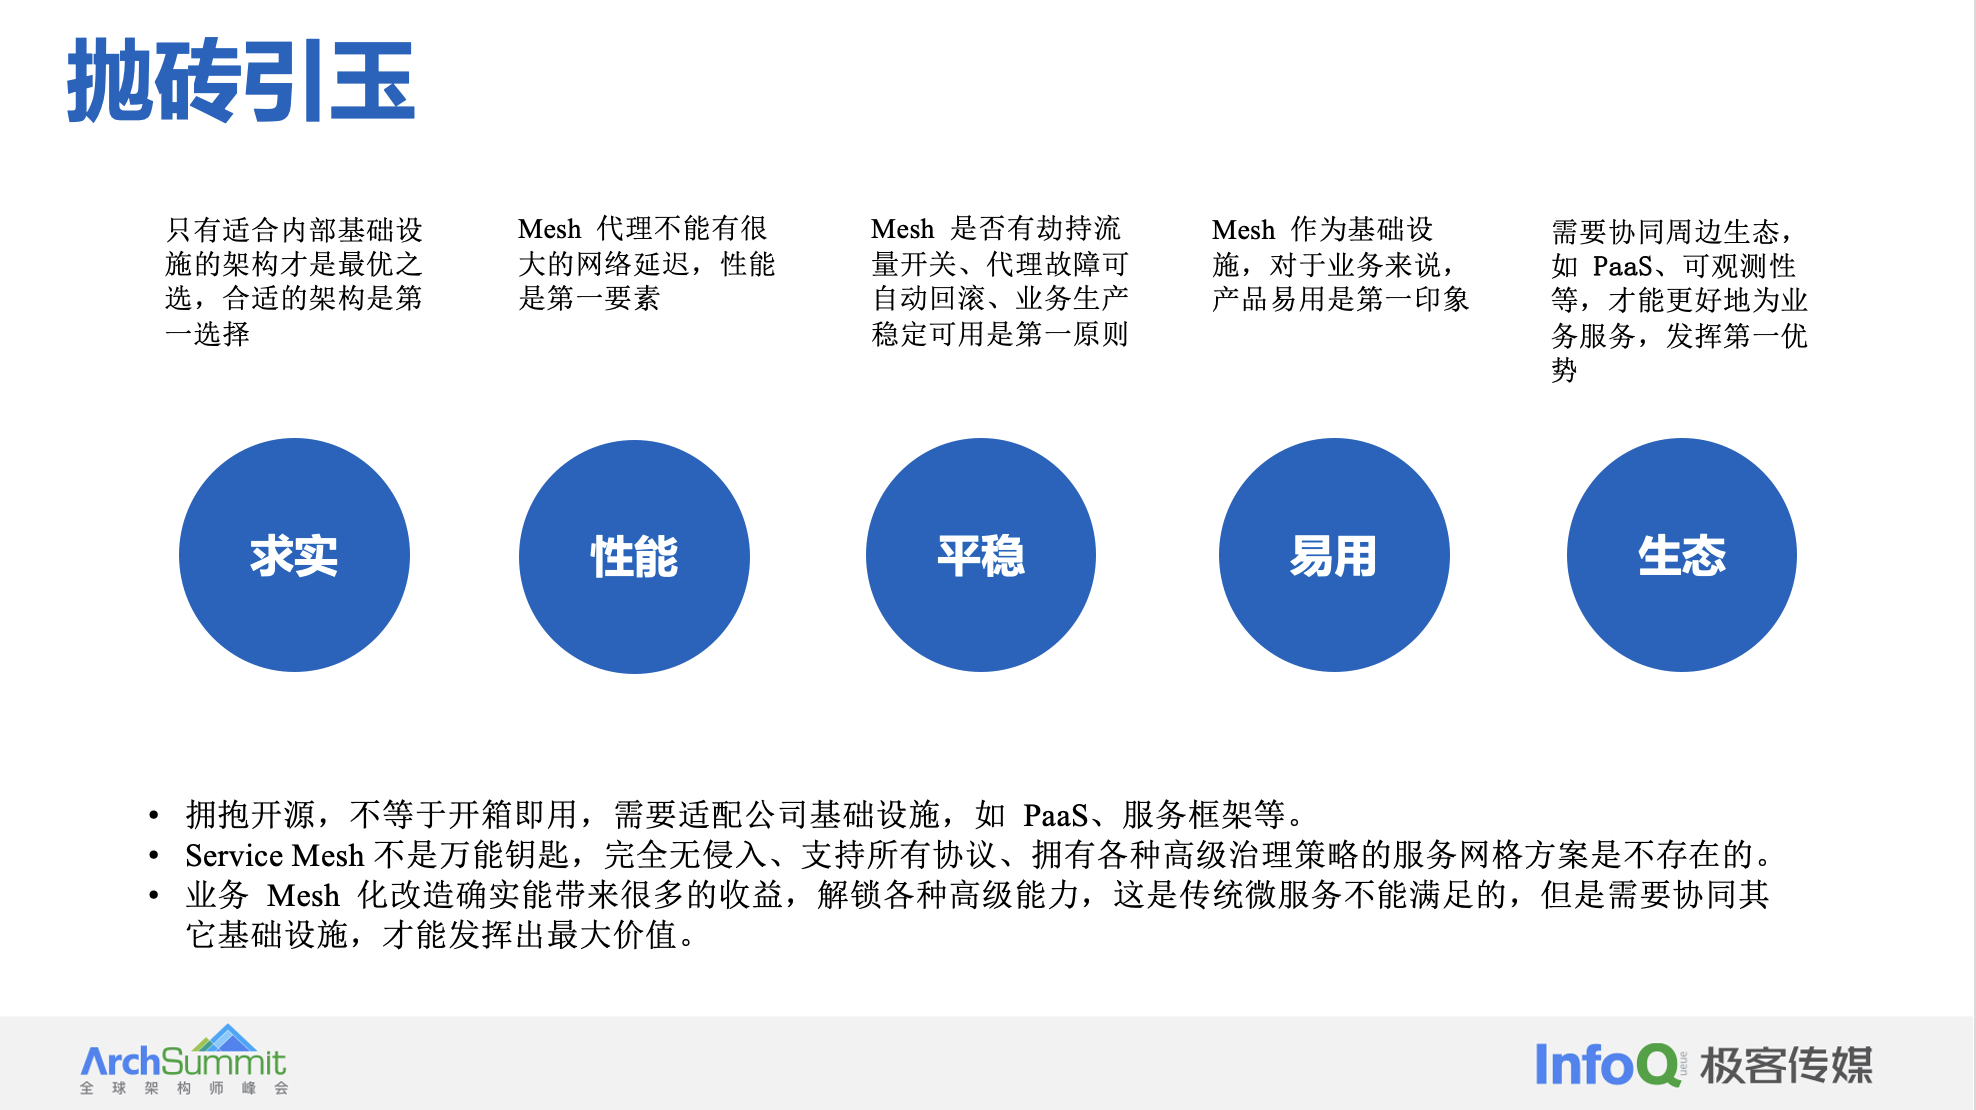 抛砖引玉
只有适合内部基础设
施的架构才是最优之
选，合适的架构是第
一选择
Mesh 代理不能有很
大的网络延迟，性能
是第一要素
Mesh 是否有劫持流
量开关、代理故障可
自动回滚、业务生产
稳定可用是第一原则
Mesh 作为基础设
施，对于业务来说，
产品易用是第一印象
需要协同周边生态，
如 PaaS、可观测性
等，才能更好地为业
务服务，发挥第一优
势
求实
性能
平稳
易用
生态
• 拥抱开源，不等于开箱即用，需要适配公司基础设施，如 PaaS、服务框架等。
• Service Mesh 不是万能钥匙，完全无侵入、支持所有协议、拥有各种高级治理策略的服务网格方案是不存在的。
• 业务 Mesh 化改造确实能带来很多的收益，解锁各种高级能力，这是传统微服务不能满足的，但是需要协同其
它基础设施，才能发挥出最大价值。
ArchSummit
全球架构师峰会
InfoQ ueue 极客传媒